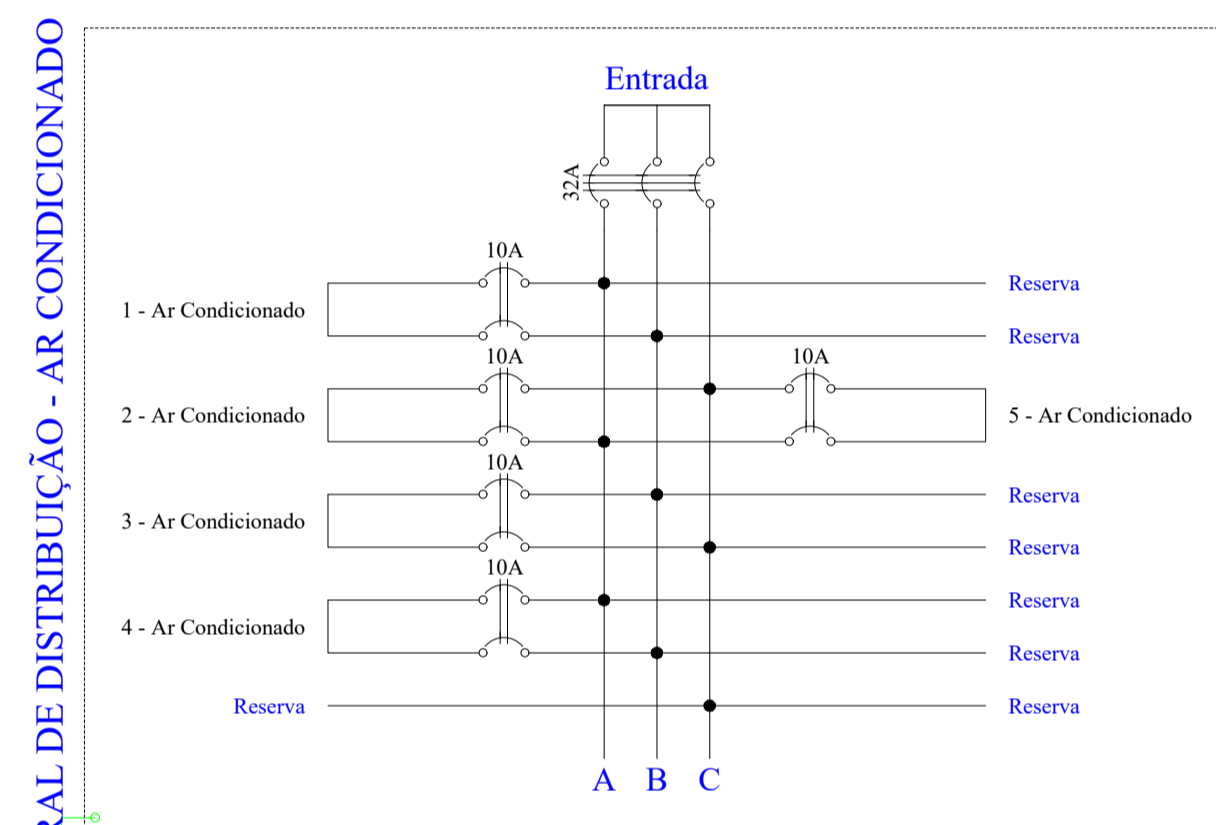 RAL DE DISTRIBUIÇÃO - AR CONDICIONADO
Entrada
32A
10A
1 - Ar Condicionado
Reserva
Reserva
10A
10A
2 - Ar Condicionado
5 - Ar Condicionado
10A
3 - Ar Condicionado
Reserva
Reserva
10A
4 - Ar Condicionado
Reserva
Reserva
Reserva
Reserva
A B C